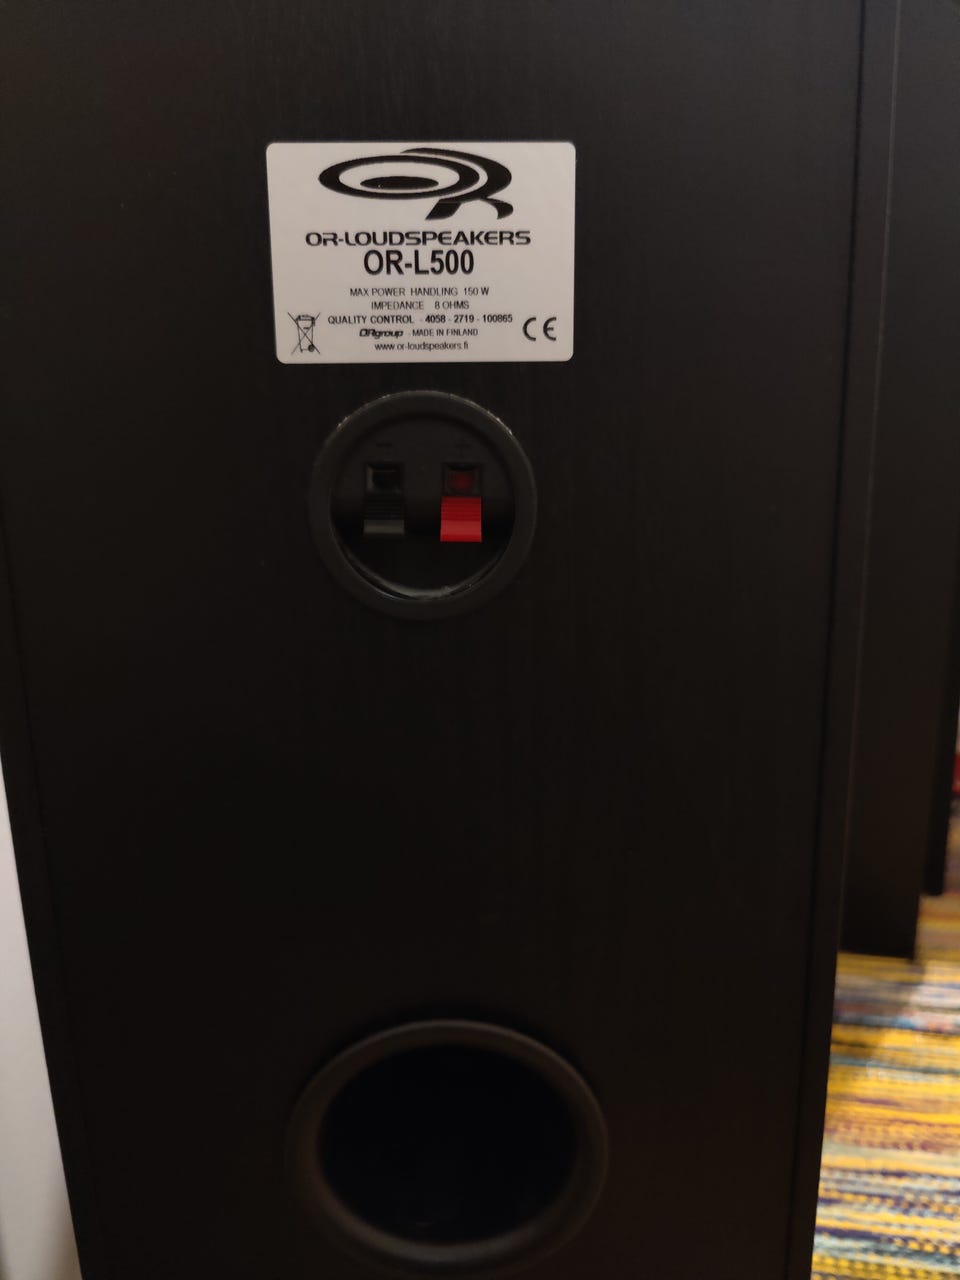 OR
OR-LOUDSPEAKERS
OR-L500
MAX POWER HANDLING 150 W
IMPEDANCE 8 OHMS
QUALITY CONTROL - 4058 - 2719 - 100865
ORgroup - MADE IN FINLAND
www.or-loudspeakers.fi
CE
- +